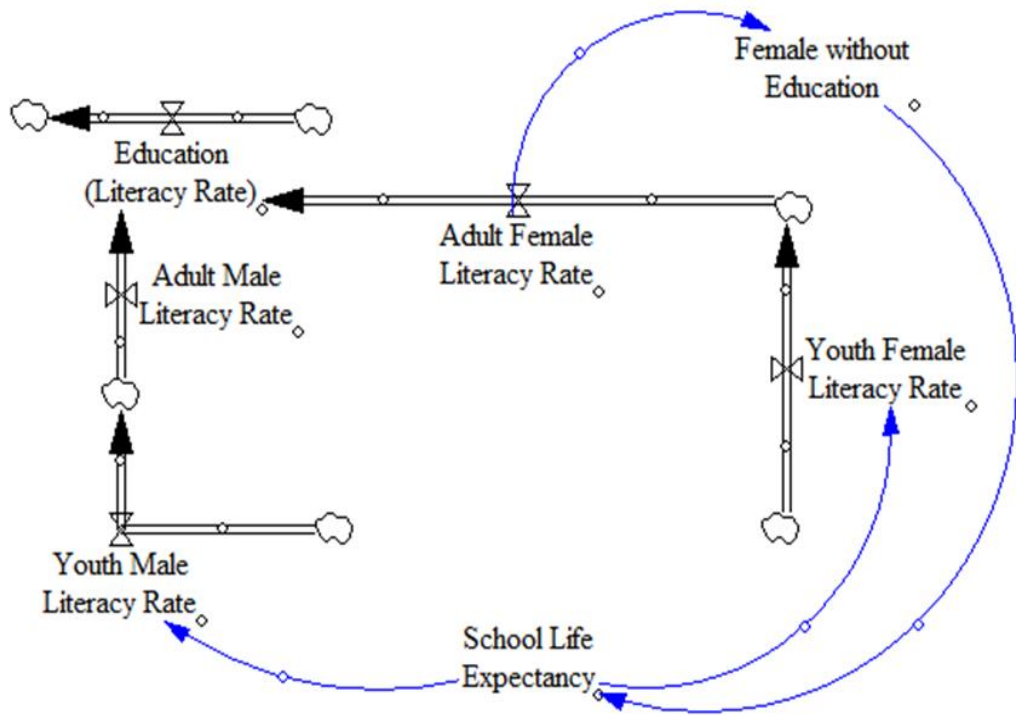 Female without
Education
Education
(Literacy Rate)
Adult Female
Literacy Rate
Adult Male
Literacy Rate
Youth Female
Literacy Rate
Youth Male
Literacy Rate
School Life
Expectancy